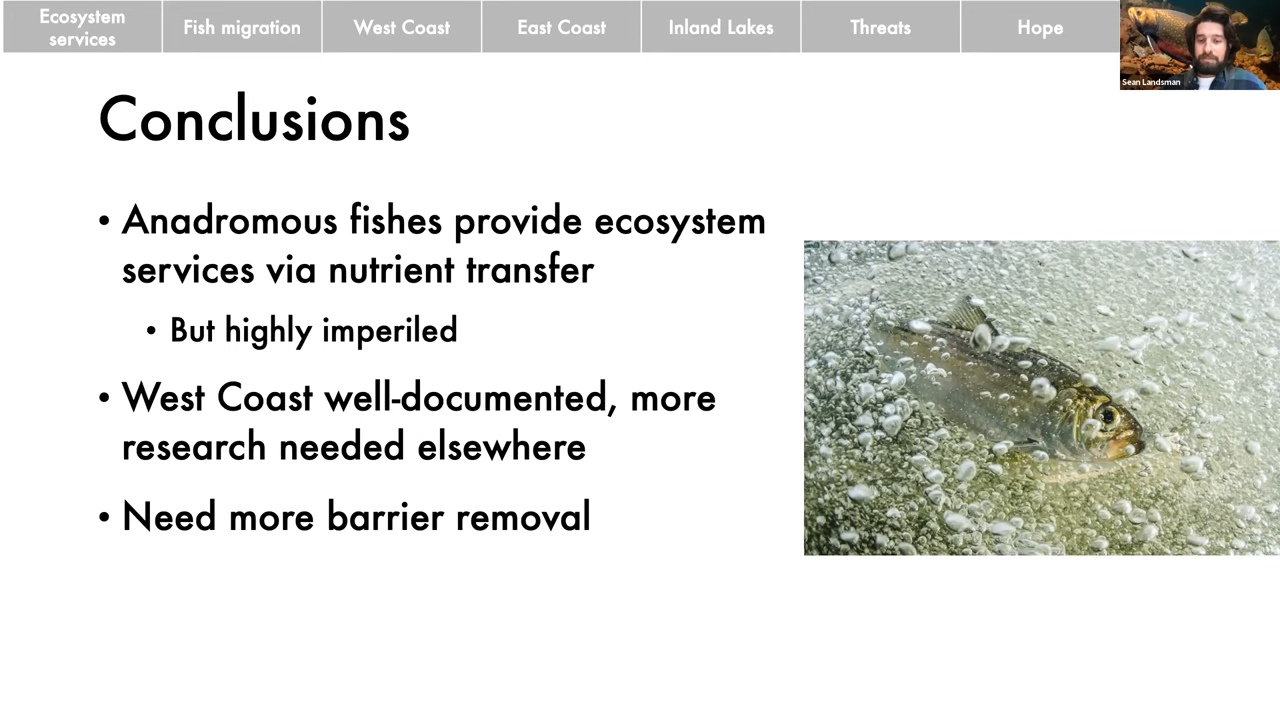 Ecosystem
services
Fish migration
West Coast
East Coast
Inland Lakes
Threats
Hope
Sean Landsman
Conclusions
• Anadromous fishes provide ecosystem
services via nutrient transfer
• But highly imperiled
• West Coast well-documented, more
research needed elsewhere
• Need more barrier removal